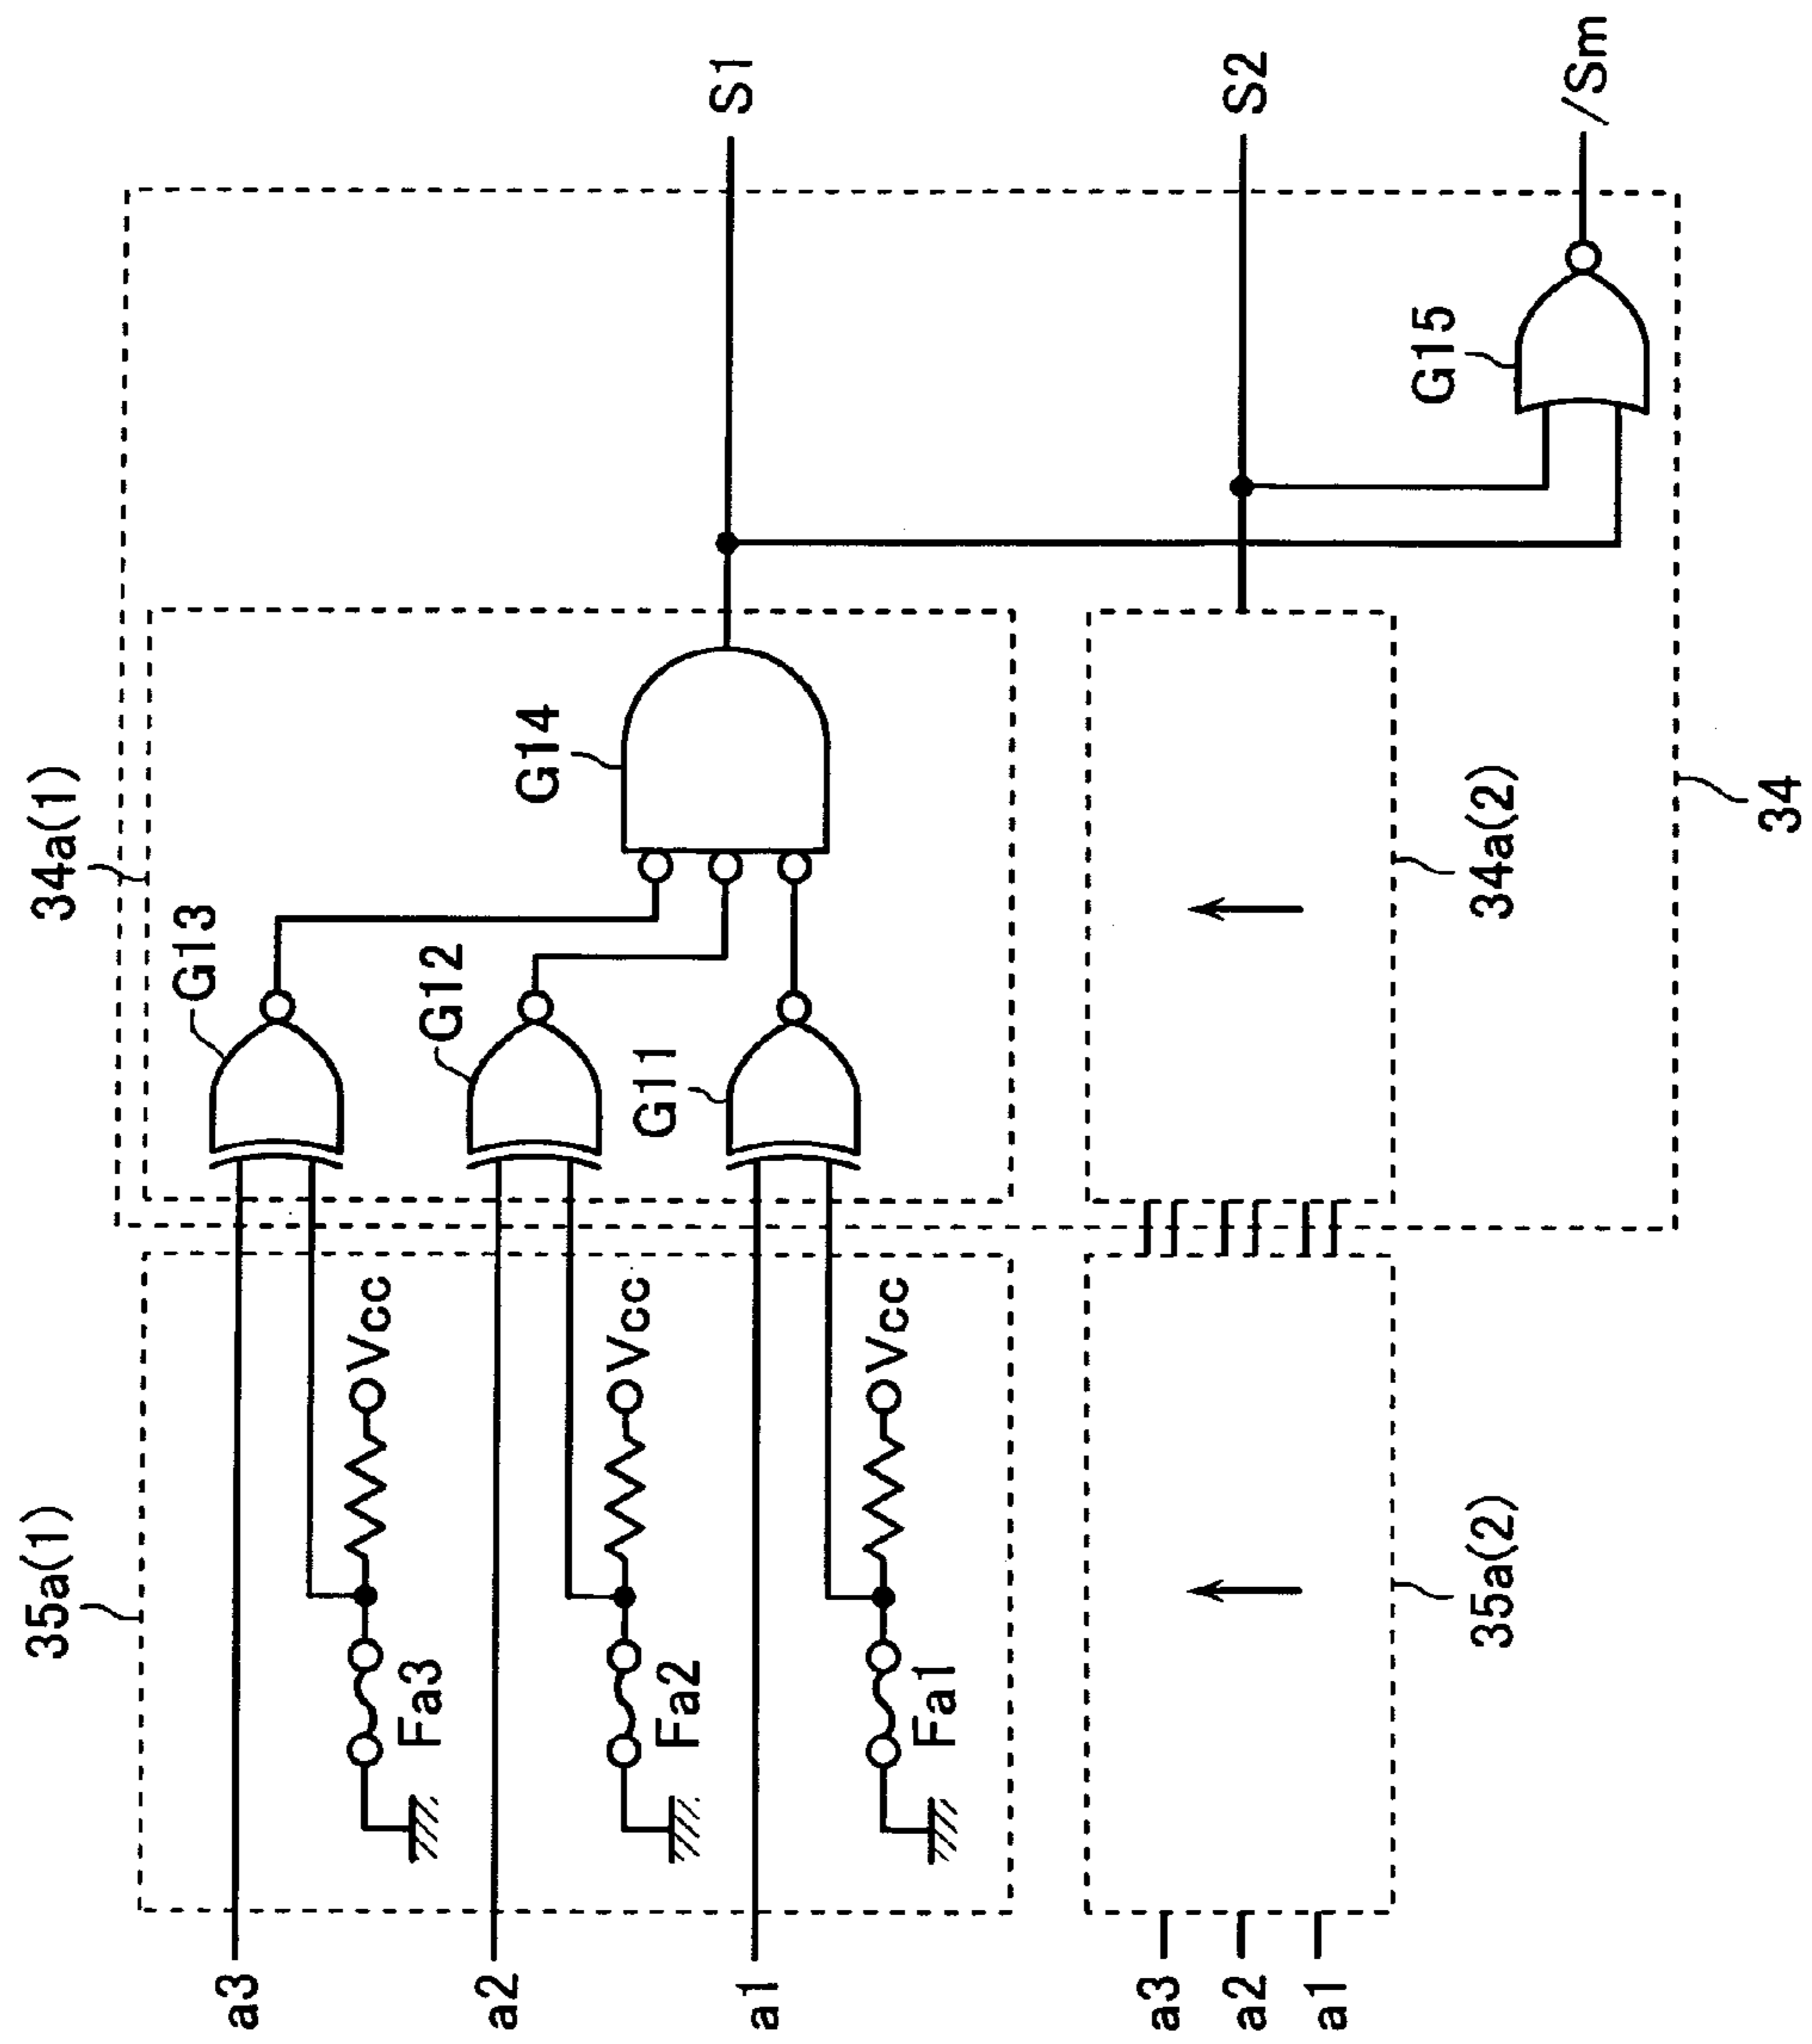 35a(1)
34a(1)
a3
G13
Vcc
Fa3
a2
G12
G14
Vcc
Fa2
S1
a1
G11
Vcc
Fa1
a3
a2
a1
S2
G15
/Sm
35a(2)
34a(2)
34